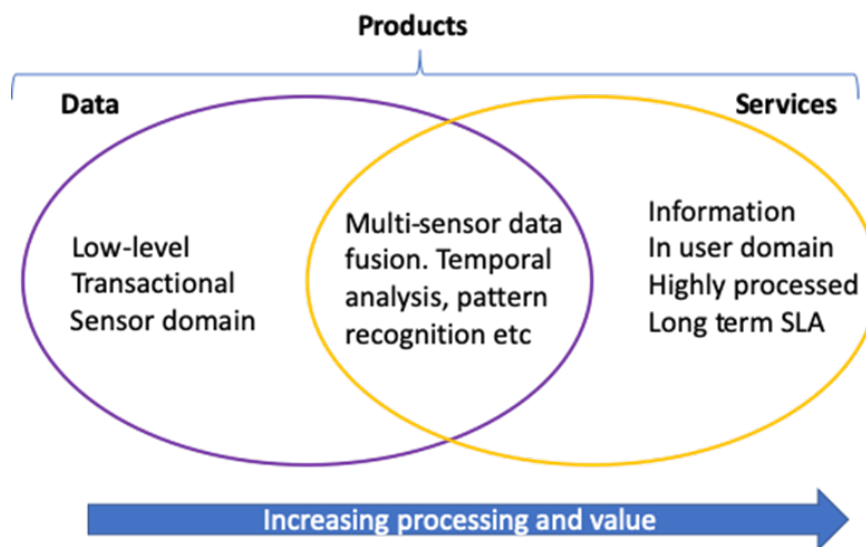 Products
Data
Services
Low-level
Transactional
Sensor domain
Multi-sensor data
fusion. Temporal
analysis, pattern
recognition etc
Information
In user domain
Highly processed
Long term SLA
Increasing processing and value